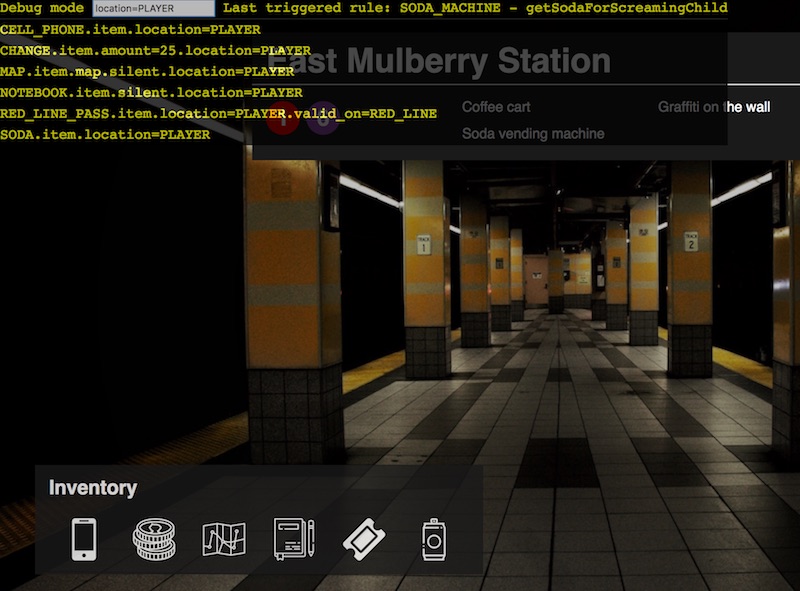 Debug mode location=PLAYER Last triggered rule: SODA_MACHINE - getSodaForScreamingChild
CELL_PHONE.item.location=PLAYER
CHANGE.item.amount=25.location=PLAYER
MAP.item.map.silent.location=PLAYER
NOTEBOOK.item.silent.location=PLAYER
RED_LINE_PASS.item.location=PLAYER.valid_on=RED_LINE
SODA.item.location=PLAYER
East Mulberry Station
Coffee cart
Graffiti on the wall
Soda vending machine
TRACK 1
TRACK 2
Inventory